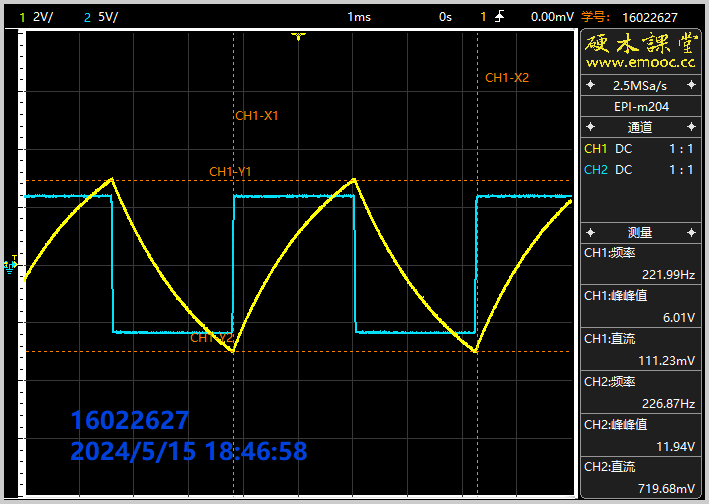 1 2V/ 2 5V/ 1ms 0s 1 0.00mV 学号: 16022627
硬木課堂
www.emooc.cc
2.5MSa/s
EPI-m204
通道
CH1 DC 1 : 1
CH2 DC 1 : 1
测量
CH1:频率
221.99Hz
CH1:峰峰值
6.01V
CH1:直流
111.23mV
CH2:频率
226.87Hz
CH2:峰峰值
11.94V
CH2:直流
719.68mV
CH1-X2
CH1-X1
CH1-Y1
T
CH1-Y2
16022627
2024/5/15 18:46:58